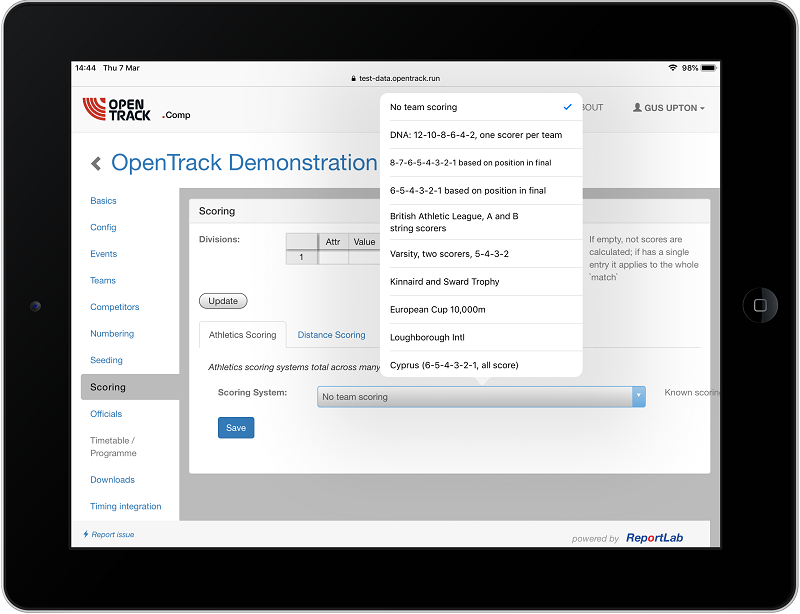 14:44 Thu 7 Mar
98%
test-data.opentrack.run
OPEN TRACK .Comp
BOUT
GUS UPTON
OpenTrack Demonstration
No team scoring
DNA: 12-10-8-6-4-2, one scorer per team
8-7-6-5-4-3-2-1 based on position in final
6-5-4-3-2-1 based on position in final
British Athletic League, A and B
string scorers
Varsity, two scorers, 5-4-3-2
Kinnaird and Sward Trophy
European Cup 10,000m
Loughborough Intl
Cyprus (6-5-4-3-2-1, all score)
Basics
Config
Events
Teams
Competitors
Numbering
Seeding
Scoring
Officials
Timetable /
Programme
Downloads
Timing integration
Scoring
Divisions:
Attr Value
1
If empty, not scores are
calculated; if has a single
entry it applies to the whole
`match`
Update
Athletics Scoring
Distance Scoring
Athletics scoring systems total across many
Scoring System:
No team scoring
Known scorin
Save
Report issue
powered by ReportLab